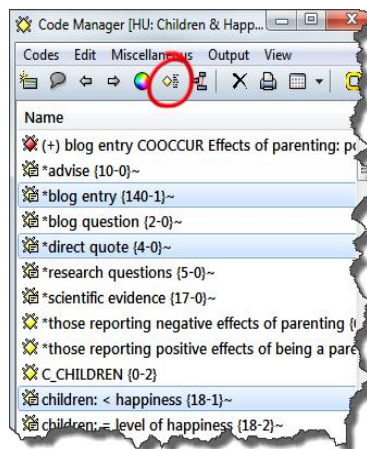 Code Manager [HU: Children & Happ...
Codes Edit Miscellaneous Output View
Name
(+) blog entry COOCCUR Effects of parenting: po
*advise {10-0}~
*blog entry {140-1}~
*blog question {2-0}~
*direct quote {4-0}~
*research questions {5-0}~
*scientific evidence {17-0}~
*those reporting negative effects of parenting {
*those reporting positive effects of being a pare
C_CHILDREN {0-2}
children: < happiness {18-1}~
children: = level of happiness {18-2}~